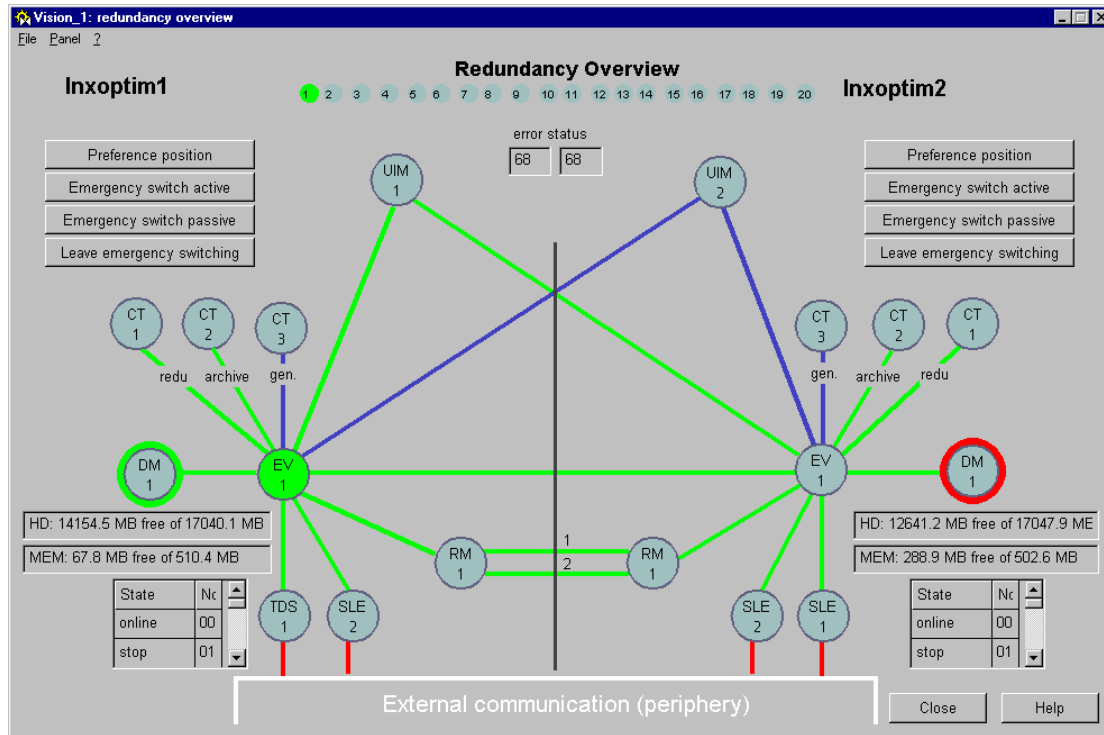 Vision_1: redundancy overview
File Panel ?
Redundancy Overview
lnxoptim1
lnxoptim2
1 2 3 4 5 6 7 8 9 10 11 12 13 14 15 16 17 18 19 20
error status
68 68
Preference position
Emergency switch active
Emergency switch passive
Leave emergency switching
Preference position
Emergency switch active
Emergency switch passive
Leave emergency switching
UIM
1
UIM
2
CT
1
CT
2
CT
3
CT
3
CT
2
CT
1
redu archive gen.
gen. archive redu
DM
1
EV
1
EV
1
DM
1
HD: 14154.5 MB free of 17040.1 MB
MEM: 67.8 MB free of 510.4 MB
HD: 12641.2 MB free of 17047.9 ME
MEM: 288.9 MB free of 502.6 MB
RM
1
1
2
RM
1
State Nc
online 00
stop 01
TDS
1
SLE
2
SLE
2
SLE
1
State Nc
online 00
stop 01
External communication (periphery)
Close Help